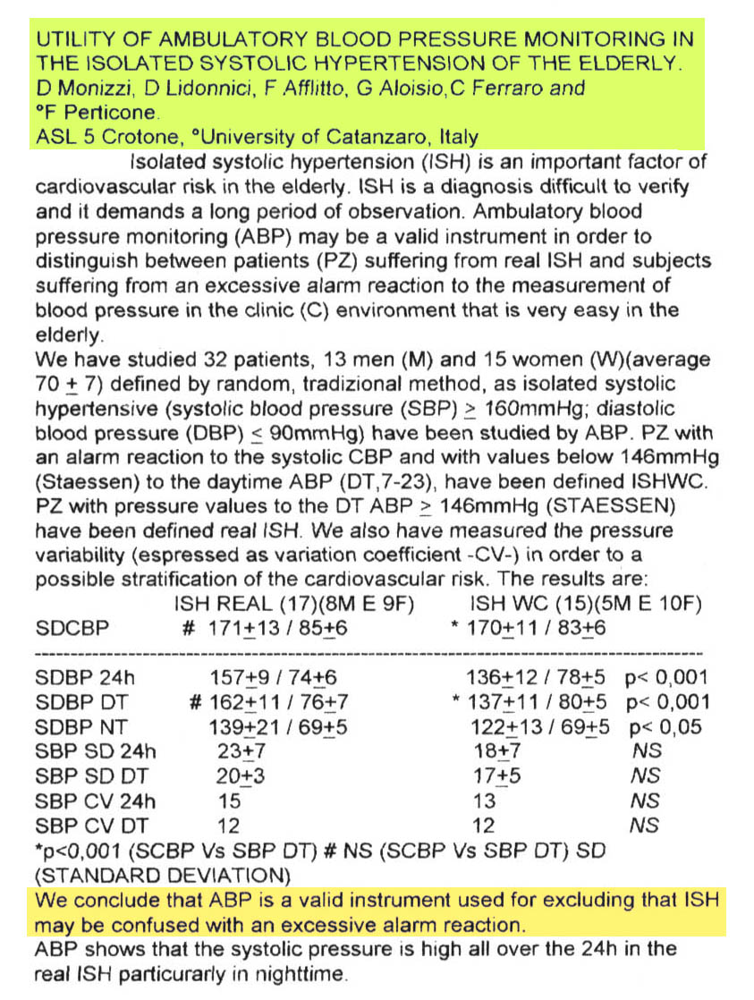 UTILITY OF AMBULATORY BLOOD PRESSURE MONITORING IN
THE ISOLATED SYSTOLIC HYPERTENSION OF THE ELDERLY.
D Monizzi, D Lidonnici, F Afflitto, G Aloisio,C Ferraro and
°F Perticone.
ASL 5 Crotone, °University of Catanzaro, Italy
Isolated systolic hypertension (ISH) is an important factor of
cardiovascular risk in the elderly. ISH is a diagnosis difficult to verify
and it demands a long period of observation. Ambulatory blood
pressure monitoring (ABP) may be a valid instrument in order to
distinguish between patients (PZ) suffering from real ISH and subjects
suffering from an excessive alarm reaction to the measurement of
blood pressure in the clinic (C) environment that is very easy in the
elderly.
We have studied 32 patients, 13 men (M) and 15 women (W)(average
70 ± 7) defined by random, tradizional method, as isolated systolic
hypertensive (systolic blood pressure (SBP) ≥ 160mmHg; diastolic
blood pressure (DBP) ≤ 90mmHg) have been studied by ABP. PZ with
an alarm reaction to the systolic CBP and with values below 146mmHg
(Staessen) to the daytime ABP (DT,7-23), have been defined ISHWC.
PZ with pressure values to the DT ABP ≥ 146mmHg (STAESSEN)
have been defined real ISH. We also have measured the pressure
variability (espressed as variation coefficient -CV-) in order to a
possible stratification of the cardiovascular risk. The results are:
ISH REAL (17)(8M E 9F) ISH WC (15)(5M E 10F)
SDCBP # 171±13 / 85±6 * 170±11 / 83±6
SDBP 24h 157±9 / 74±6 136±12 / 78±5 p< 0,001
SDBP DT # 162±11 / 76±7 * 137±11 / 80±5 p< 0,001
SDBP NT 139±21 / 69±5 122±13 / 69±5 p< 0,05
SBP SD 24h 23±7 18±7 NS
SBP SD DT 20±3 17±5 NS
SBP CV 24h 15 13 NS
SBP CV DT 12 12 NS
*p<0,001 (SCBP Vs SBP DT) # NS (SCBP Vs SBP DT) SD
(STANDARD DEVIATION)
We conclude that ABP is a valid instrument used for excluding that ISH
may be confused with an excessive alarm reaction.
ABP shows that the systolic pressure is high all over the 24h in the
real ISH particurarly in nighttime.